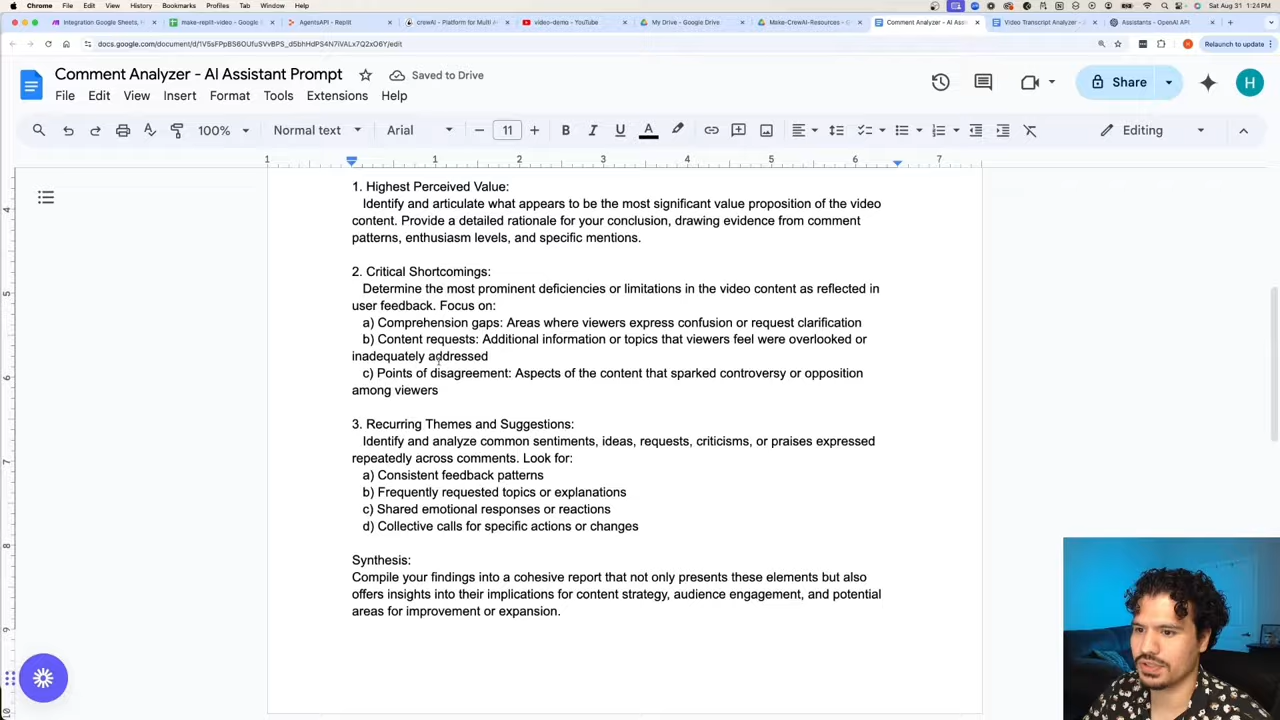 Chrome File Edit View History Bookmarks Profiles Tab Window Help Sat Aug 31 1:24 PM
Integration Google Sheets, make-replit-video - Google AgentsAPI - Replit crewAI - Platform for Multi A video-demo - YouTube My Drive - Google Drive Make-CrewAI-Resources - Comment Analyzer - AI Assis Video Transcript Analyzer - Assistants - OpenAI API
Relaunch to update
Comment Analyzer - AI Assistant Prompt Saved to Drive
File Edit View Insert Format Tools Extensions Help
Share H
100% Normal text Arial 11 B I U A Editing
1 1 2 3 4 5 6 7
1. Highest Perceived Value:
Identify and articulate what appears to be the most significant value proposition of the video
content. Provide a detailed rationale for your conclusion, drawing evidence from comment
patterns, enthusiasm levels, and specific mentions.
2. Critical Shortcomings:
Determine the most prominent deficiencies or limitations in the video content as reflected in
user feedback. Focus on:
a) Comprehension gaps: Areas where viewers express confusion or request clarification
b) Content requests: Additional information or topics that viewers feel were overlooked or
inadequately addressed
c) Points of disagreement: Aspects of the content that sparked controversy or opposition
among viewers
3. Recurring Themes and Suggestions:
Identify and analyze common sentiments, ideas, requests, criticisms, or praises expressed
repeatedly across comments. Look for:
a) Consistent feedback patterns
b) Frequently requested topics or explanations
c) Shared emotional responses or reactions
d) Collective calls for specific actions or changes
Synthesis:
Compile your findings into a cohesive report that not only presents these elements but also
offers insights into their implications for content strategy, audience engagement, and potential
areas for improvement or expansion.